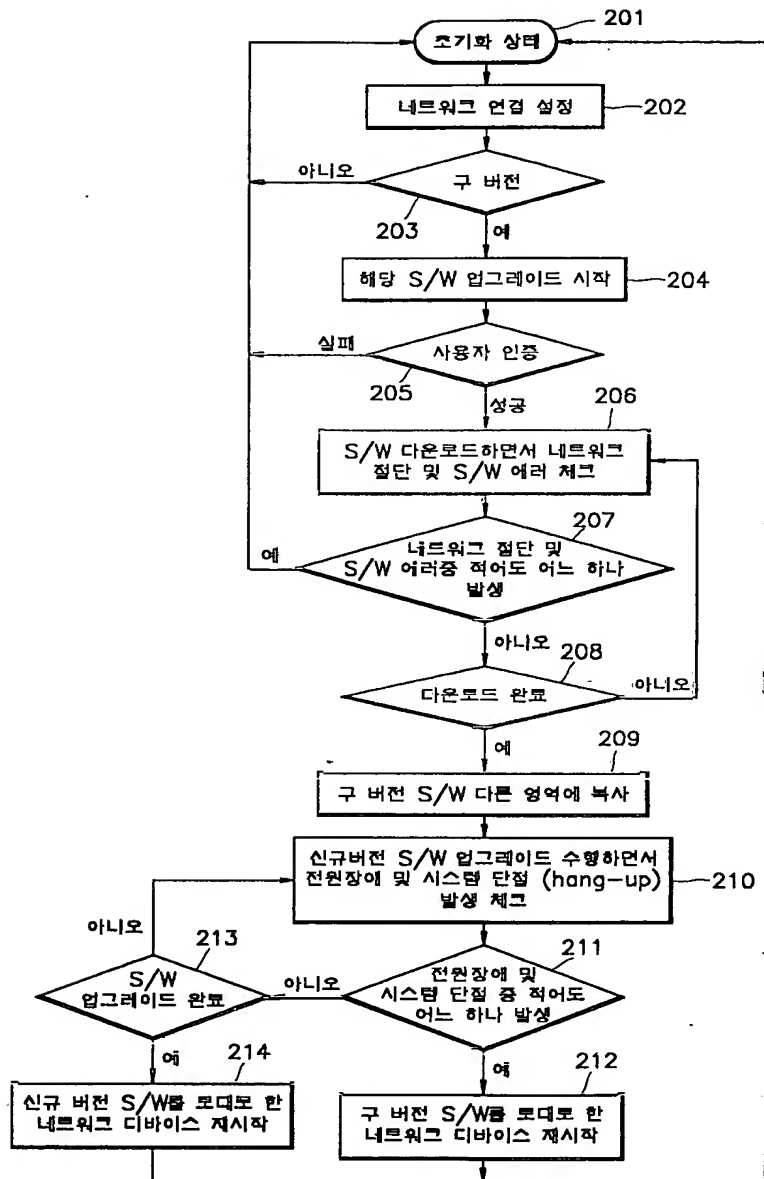 초기화 상태
201
네트워크 연결 설정
202
아니오
구 버전
203
예
해당 S/W 업그레이드 시작
204
실패
사용자 인증
205
성공
206
S/W 다운로드하면서 네트워크
절단 및 S/W 에러 체크
207
예
네트워크 절단 및
S/W 에러중 적어도 어느 하나
발생
아니오
208
다운로드 완료
아니오
예
209
구 버전 S/W 다른 영역에 복사
신규버전 S/W 업그레이드 수행하면서
전원장애 및 시스템 단절 (hang-up)
발생 체크
210
아니오
213
S/W
업그레이드 완료
아니오
211
전원장애 및
시스템 단절 중 적어도
어느 하나 발생
예
214
신규 버전 S/W를 토대로 한
네트워크 디바이스 재시작
예
212
구 버전 S/W를 토대로 한
네트워크 디바이스 재시작